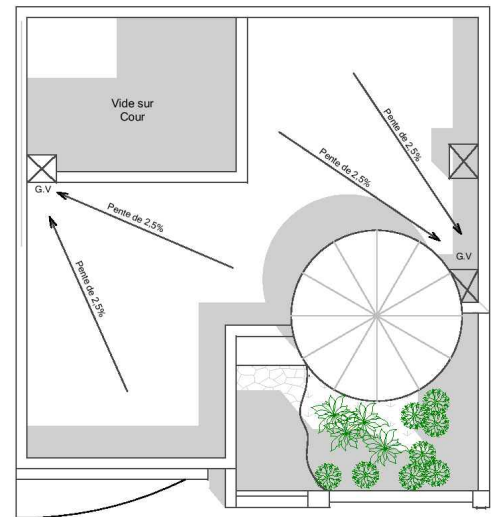 Vide sur
Cour
Pente de 2,5%
Pente de 2,5%
G.V
Pente de 2,5%
G.V
Pente de 2,5%